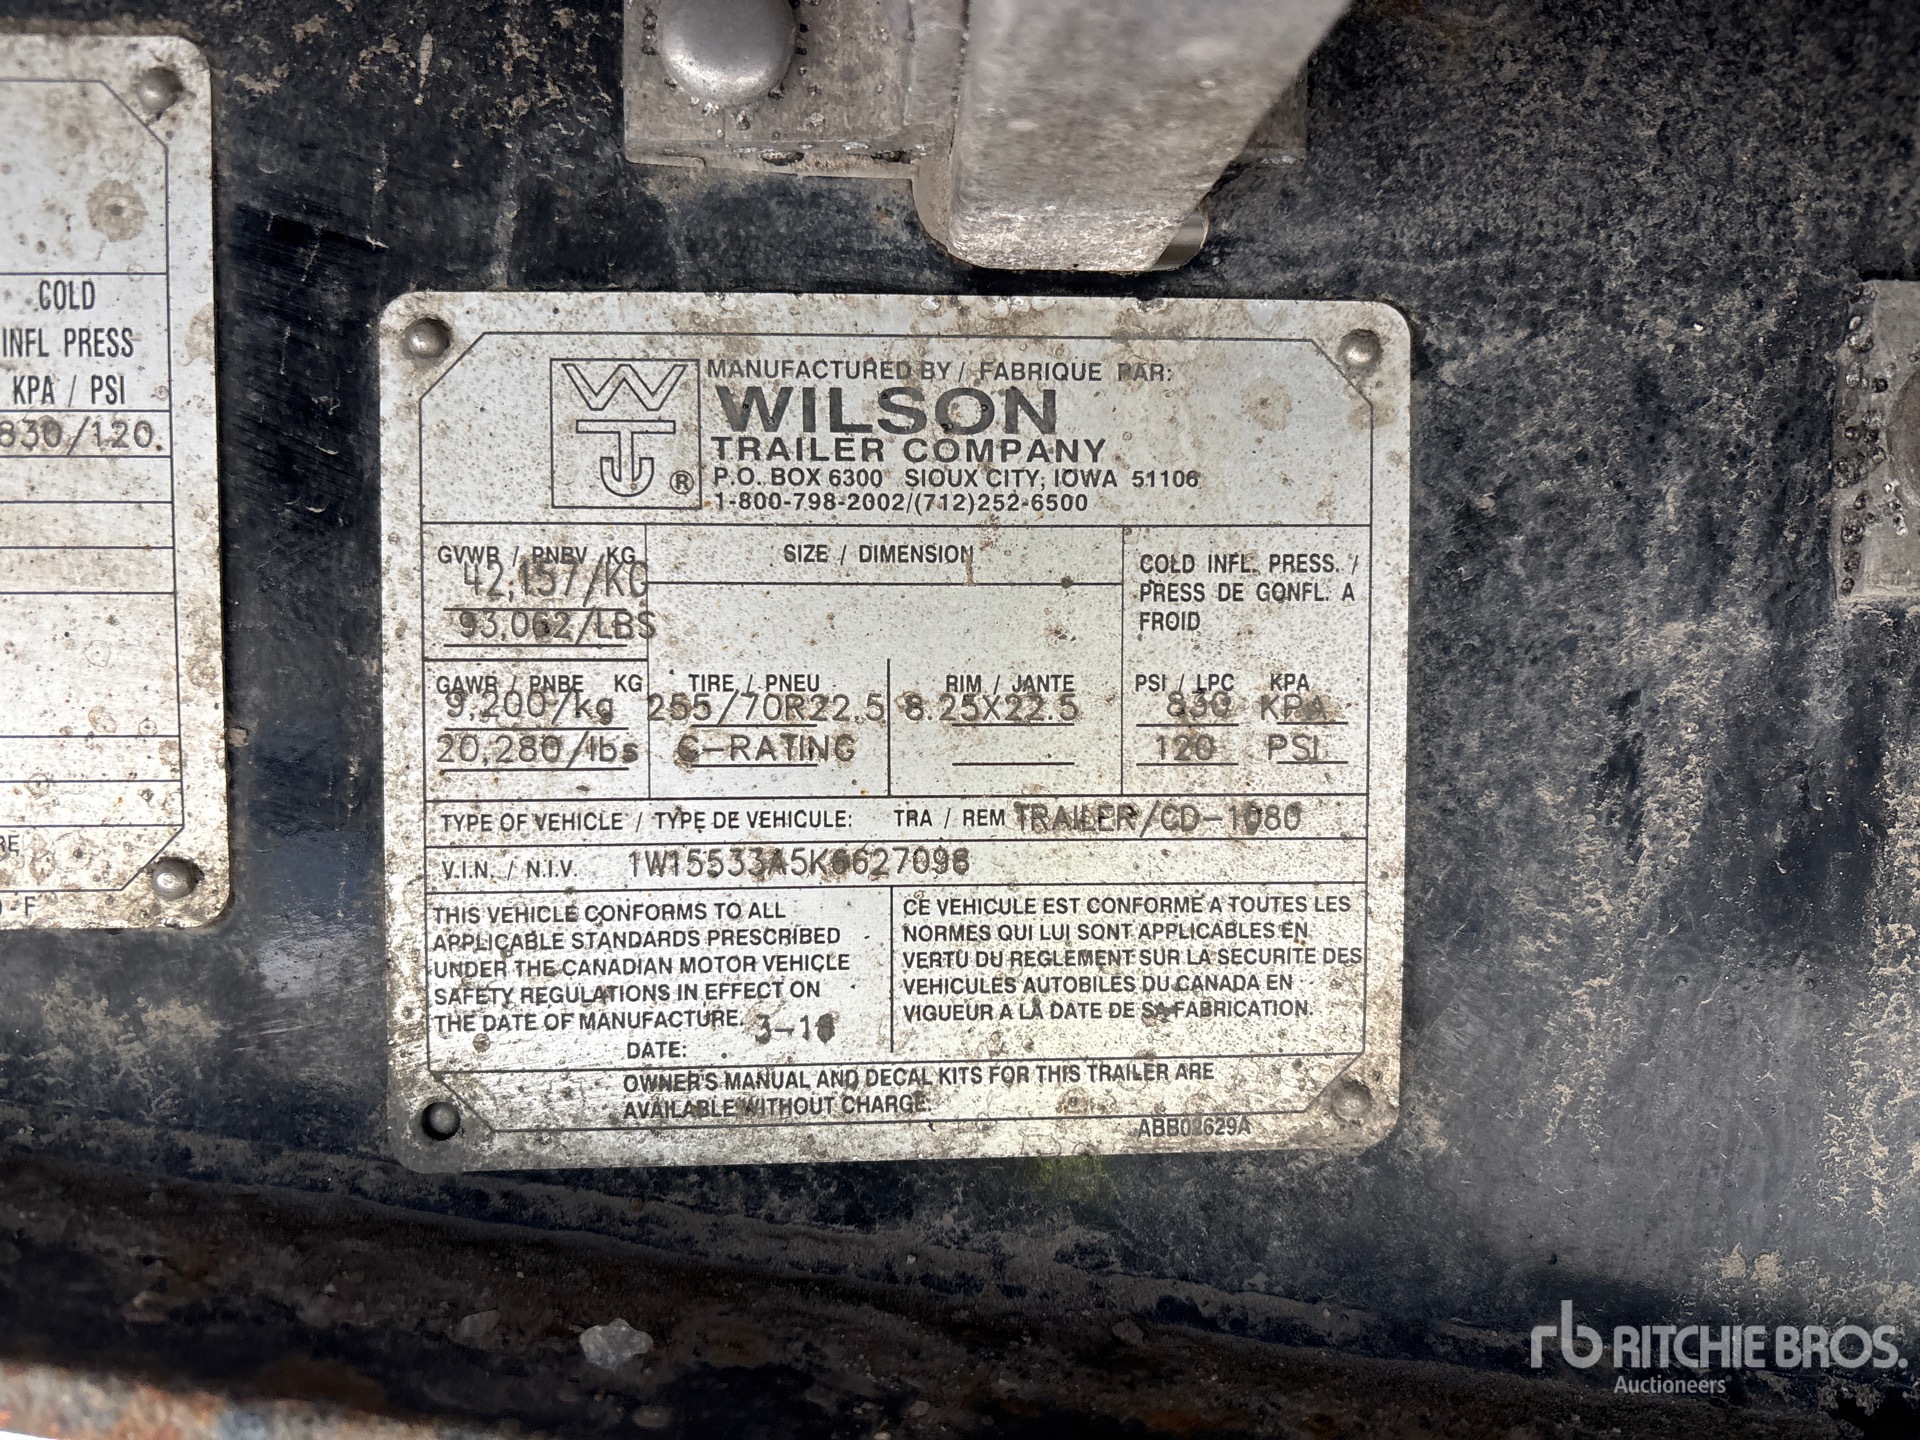 COLD
INFL PRESS
KPA / PSI
830/120
MANUFACTURED BY / FABRIQUE PAR:
WILSON
TRAILER COMPANY
P.O. BOX 6300 SIOUX CITY, IOWA 51106
1-800-798-2002/(712)252-6500
GVWR / PNBV KG
42,157/KG
93,062/LBS
SIZE / DIMENSION
COLD INFL. PRESS. /
PRESS DE GONFL. A
FROID
GAWR / PNBE KG TIRE / PNEU RIM / JANTE PSI / LPC KPA
9,200/kg 255/70R22.5 8.25X22.5 830 KPA
20,280/lbs G-RATING 120 PSI
TYPE OF VEHICLE / TYPE DE VEHICULE: TRA / REM TRAILER/CD-1080
V.I.N. / N.I.V. 1W15533A5K6627098
THIS VEHICLE CONFORMS TO ALL
APPLICABLE STANDARDS PRESCRIBED
UNDER THE CANADIAN MOTOR VEHICLE
SAFETY REGULATIONS IN EFFECT ON
THE DATE OF MANUFACTURE.
DATE:
CE VEHICULE EST CONFORME A TOUTES LES
NORMES QUI LUI SONT APPLICABLES EN
VERTU DU REGLEMENT SUR LA SECURITE DES
VEHICULES AUTOBILES DU CANADA EN
VIGUEUR A LA DATE DE SA FABRICATION.
OWNER'S MANUAL AND DECAL KITS FOR THIS TRAILER ARE
AVAILABLE WITHOUT CHARGE.
ABB02629A
rb RITCHIE BROS.
Auctioneers